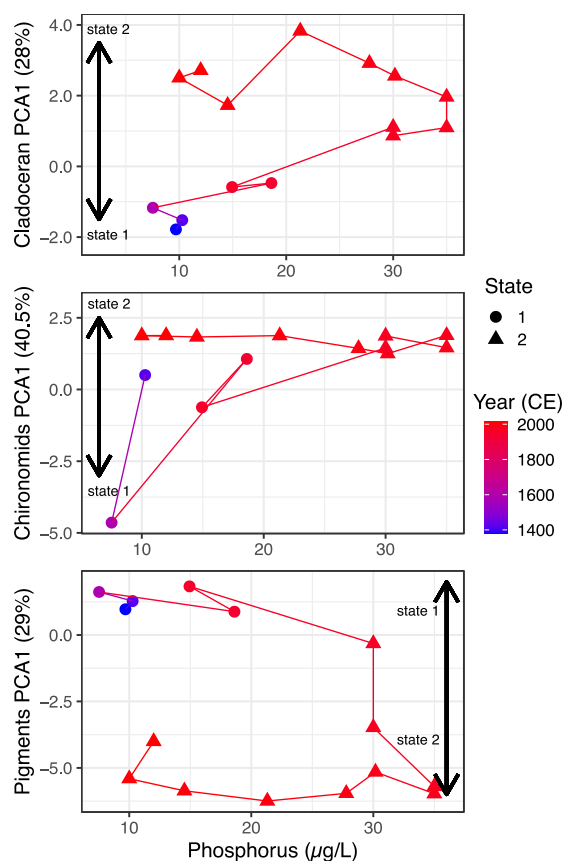 Cladoceran PCA1 (28%)
4.0
2.0
0.0
−2.0
state 2
state 1
10
20
30
Chironomids PCA1 (40.5%)
2.5
0.0
−2.5
−5.0
state 2
state 1
10
20
30
Pigments PCA1 (29%)
0.0
−2.5
−5.0
state 1
state 2
10
20
30
Phosphorus (µg/L)
State
1
2
Year (CE)
2000
1800
1600
1400